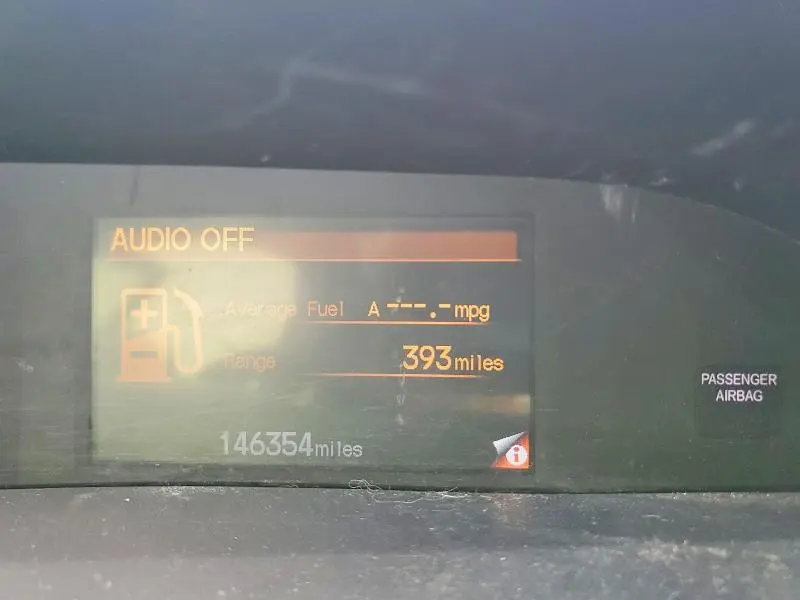 AUDIO OFF
Average Fuel A ---.- mpg
Range 393 miles
146354 miles
i
PASSENGER
AIRBAG